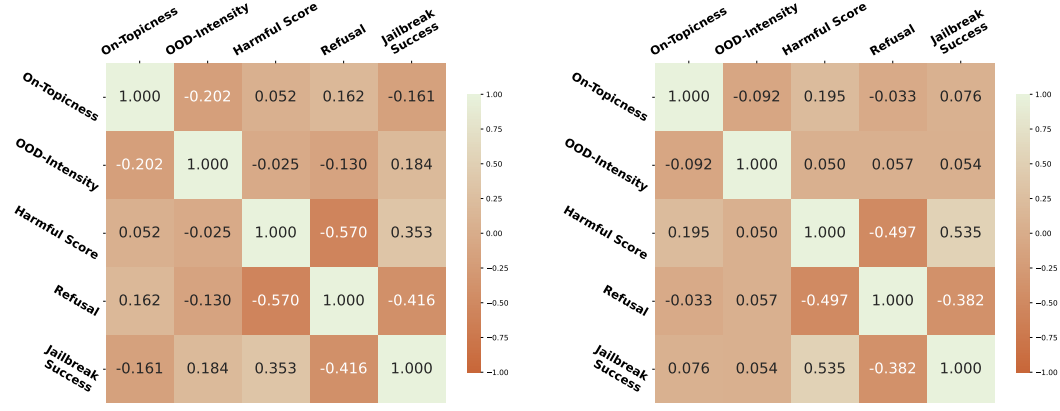 On-Topicness OOD-Intensity Harmful Score Refusal Jailbreak
Success
On-Topicness 1.000 -0.202 0.052 0.162 -0.161
OOD-Intensity -0.202 1.000 -0.025 -0.130 0.184
Harmful Score 0.052 -0.025 1.000 -0.570 0.353
Refusal 0.162 -0.130 -0.570 1.000 -0.416
Jailbreak
Success -0.161 0.184 0.353 -0.416 1.000
1.00
0.75
0.50
0.25
0.00
−0.25
−0.50
−0.75
−1.00
On-Topicness OOD-Intensity Harmful Score Refusal Jailbreak
Success
On-Topicness 1.000 -0.092 0.195 -0.033 0.076
OOD-Intensity -0.092 1.000 0.050 0.057 0.054
Harmful Score 0.195 0.050 1.000 -0.497 0.535
Refusal -0.033 0.057 -0.497 1.000 -0.382
Jailbreak
Success 0.076 0.054 0.535 -0.382 1.000
1.00
0.75
0.50
0.25
0.00
−0.25
−0.50
−0.75
−1.00